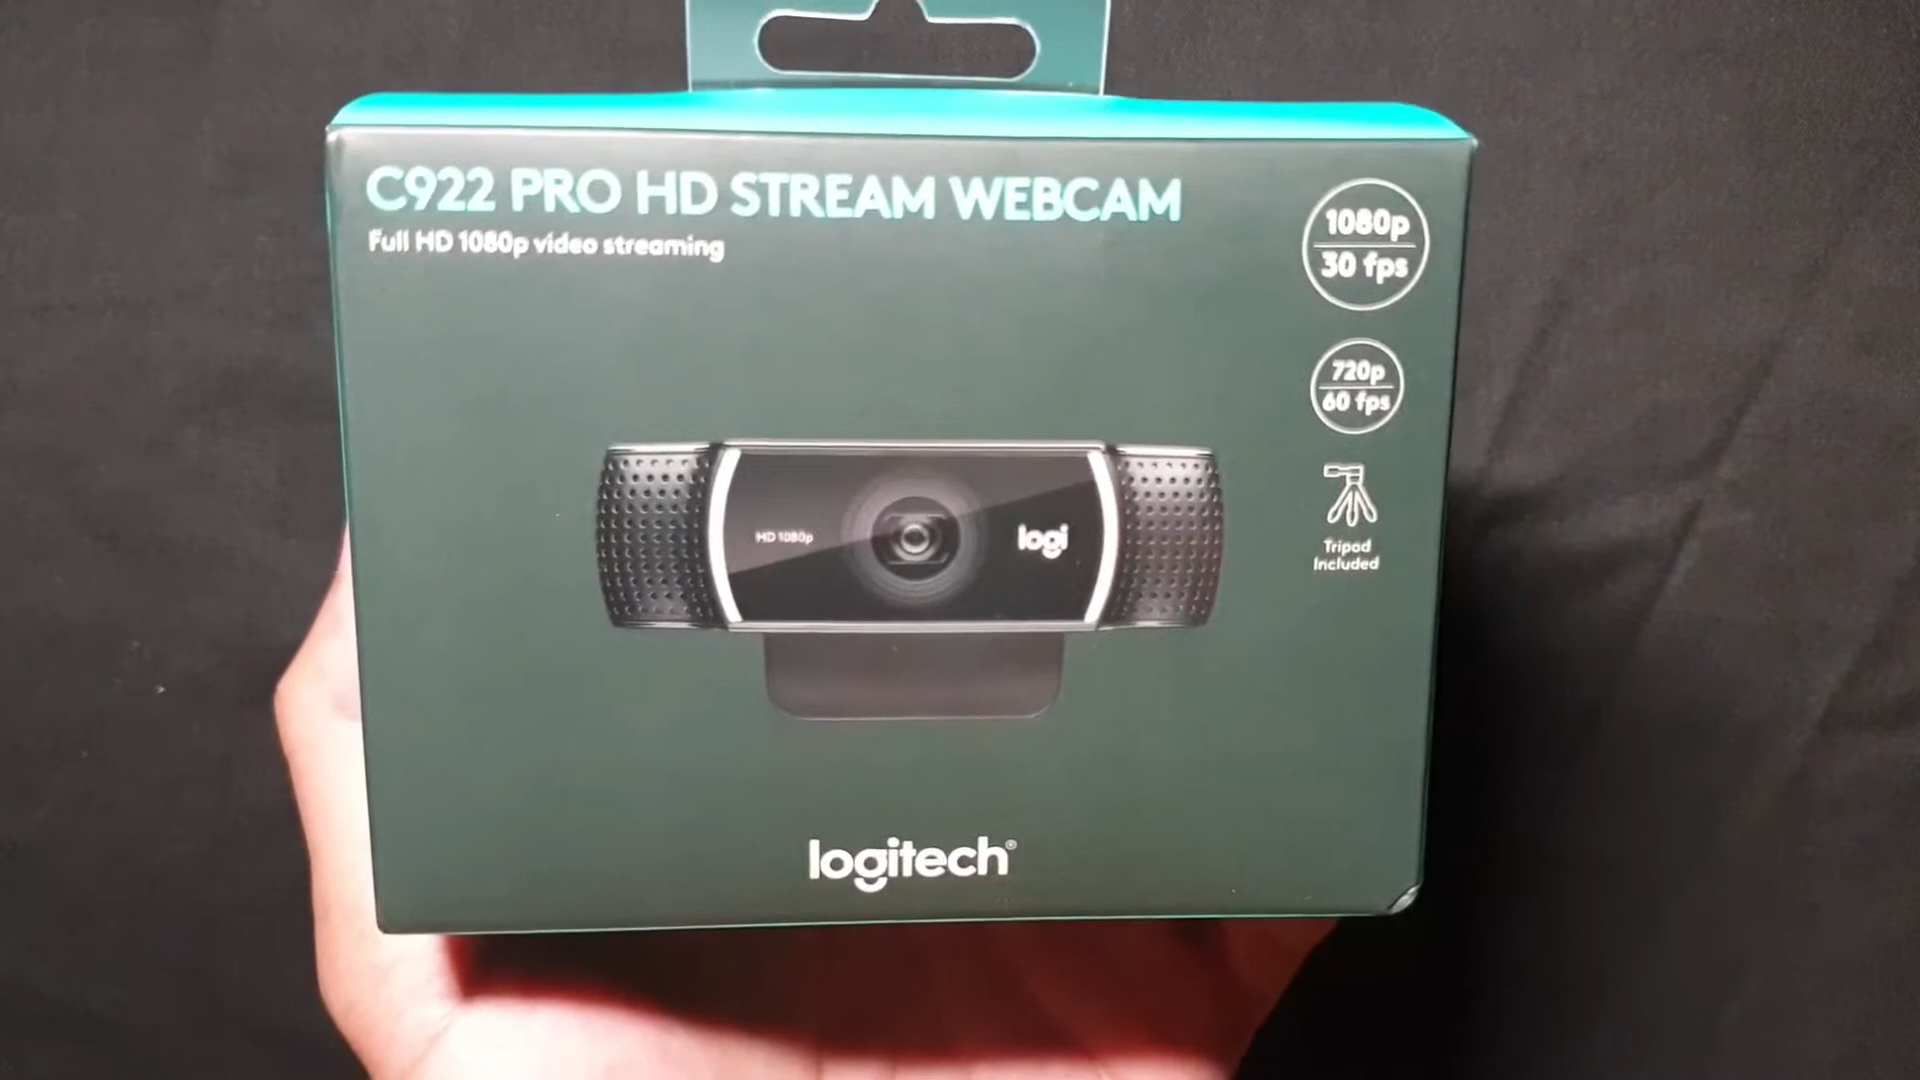 C922 PRO HD STREAM WEBCAM
Full HD 1080p video streaming
1080p
30 fps
720p
60 fps
Tripod
Included
HD 1080p
logi
logitech®